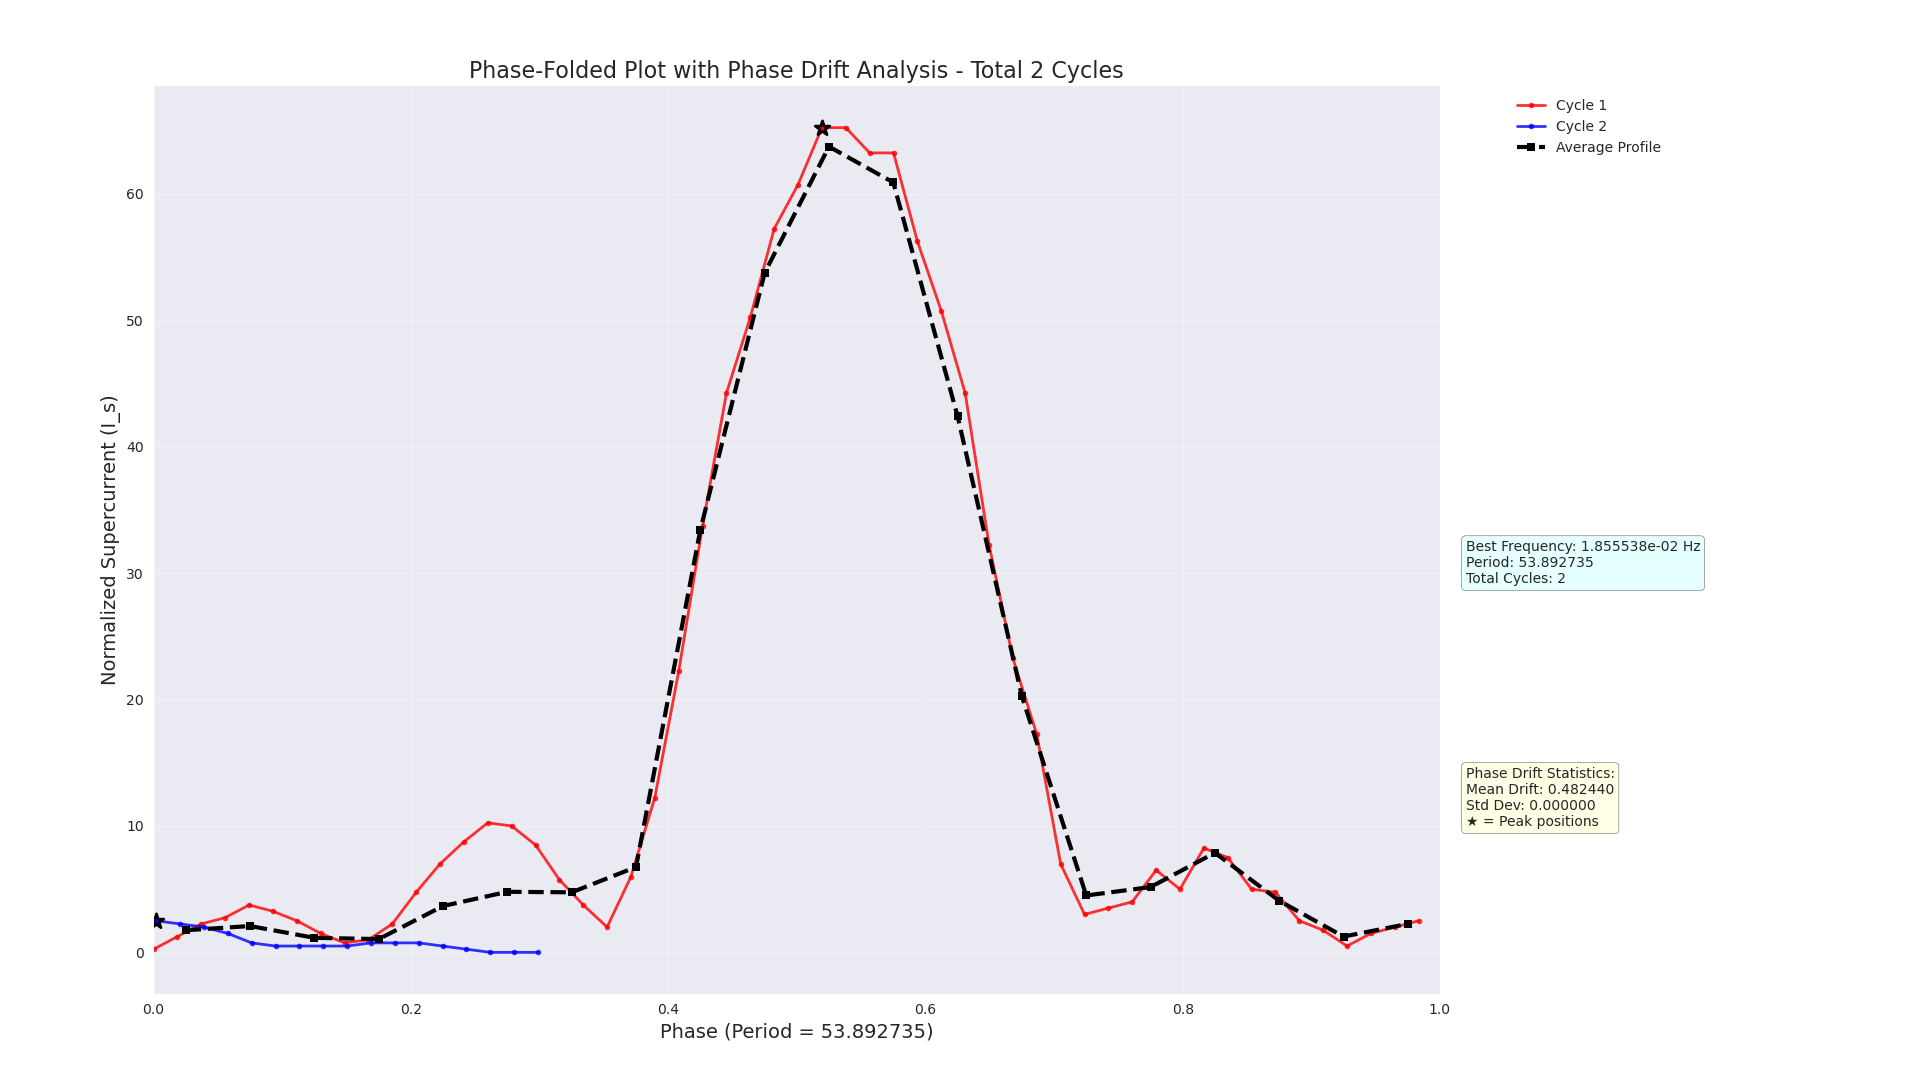 Phase-Folded Plot with Phase Drift Analysis - Total 2 Cycles
Cycle 1
Cycle 2
Average Profile
Normalized Supercurrent (I_s)
60
50
40
30
20
10
0
0.0 0.2 0.4 0.6 0.8 1.0
Phase (Period = 53.892735)
Best Frequency: 1.855538e-02 Hz
Period: 53.892735
Total Cycles: 2
Phase Drift Statistics:
Mean Drift: 0.482440
Std Dev: 0.000000
★ = Peak positions